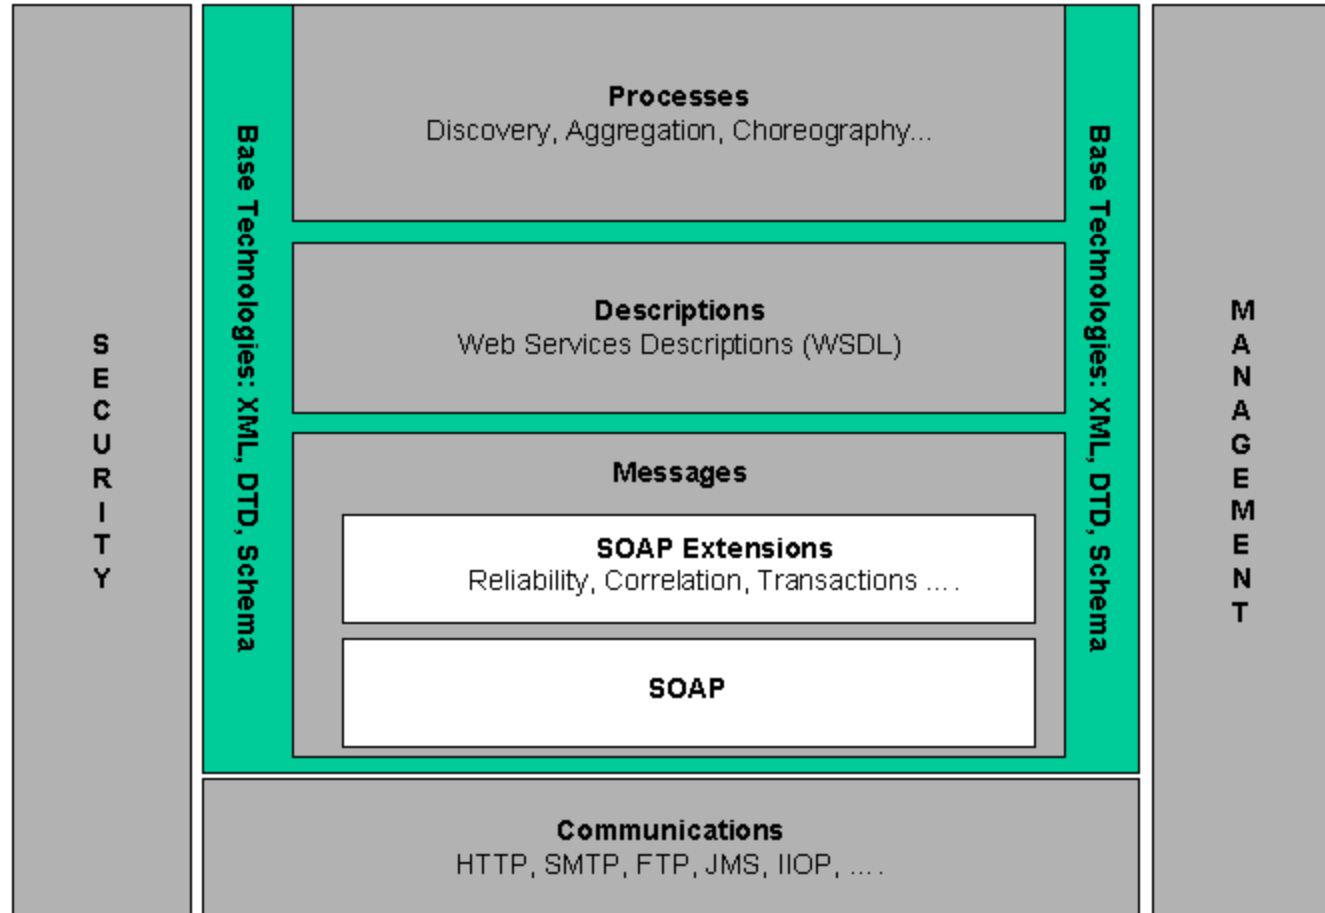 SECURITY
Base Technologies: XML, DTD, Schema
Processes
Discovery, Aggregation, Choreography...
Descriptions
Web Services Descriptions (WSDL)
Messages
SOAP Extensions
Reliability, Correlation, Transactions ....
SOAP
Base Technologies: XML, DTD, Schema
MANAGEMENT
Communications
HTTP, SMTP, FTP, JMS, IIOP, ....